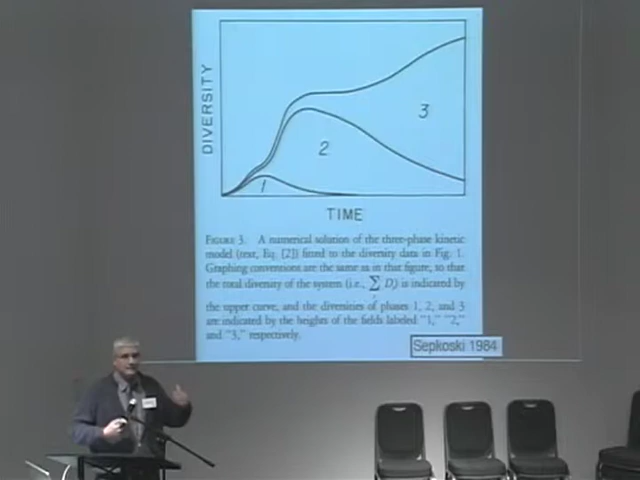 DIVERSITY
1
2
3
TIME
FIGURE 3. A numerical solution of the three-phase kinetic
model (text, Eq. [2]) fitted to the diversity data in Fig. 1.
Graphing conventions are the same as in that figure, so that
the total diversity of the system (i.e., ∑ D) is indicated by
the upper curve, and the diversities of phases 1, 2, and 3
are indicated by the heights of the fields labeled "1," "2,"
and "3," respectively.
Sepkoski 1984